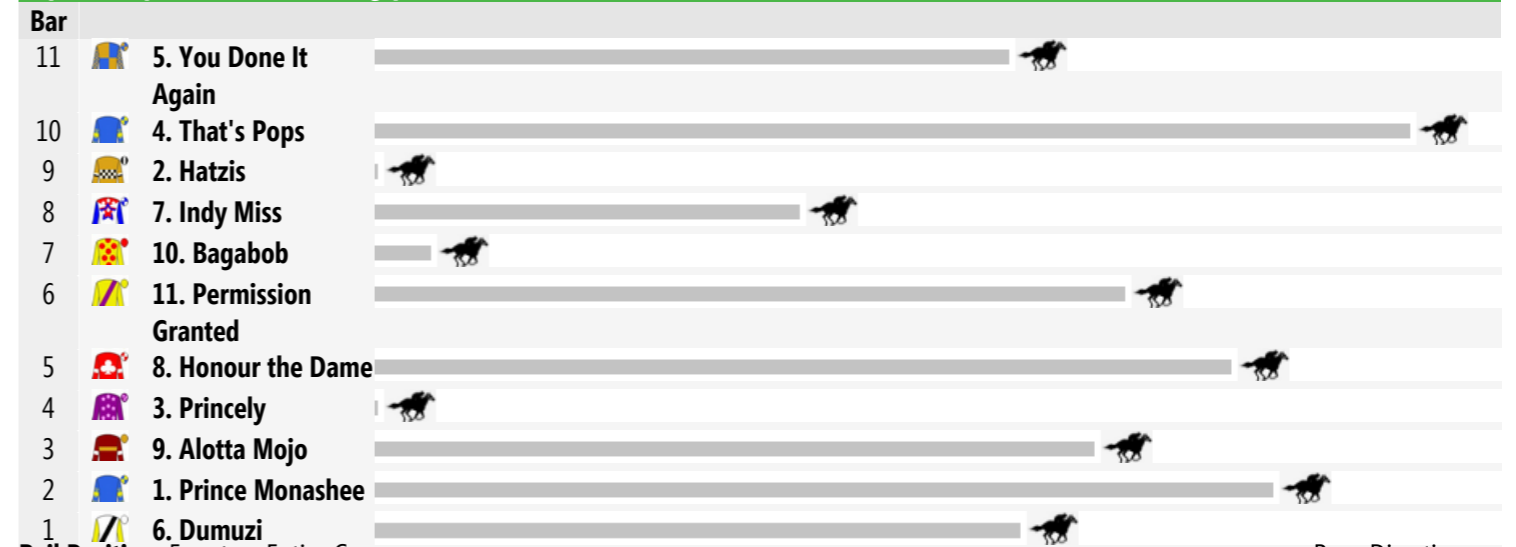 Bar
11 5. You Done It
Again
10 4. That's Pops
9 2. Hatzis
8 7. Indy Miss
7 10. Bagabob
6 11. Permission
Granted
5 8. Honour the Dame
4 3. Princely
3 9. Alotta Mojo
2 1. Prince Monashee
1 6. Dumuzi